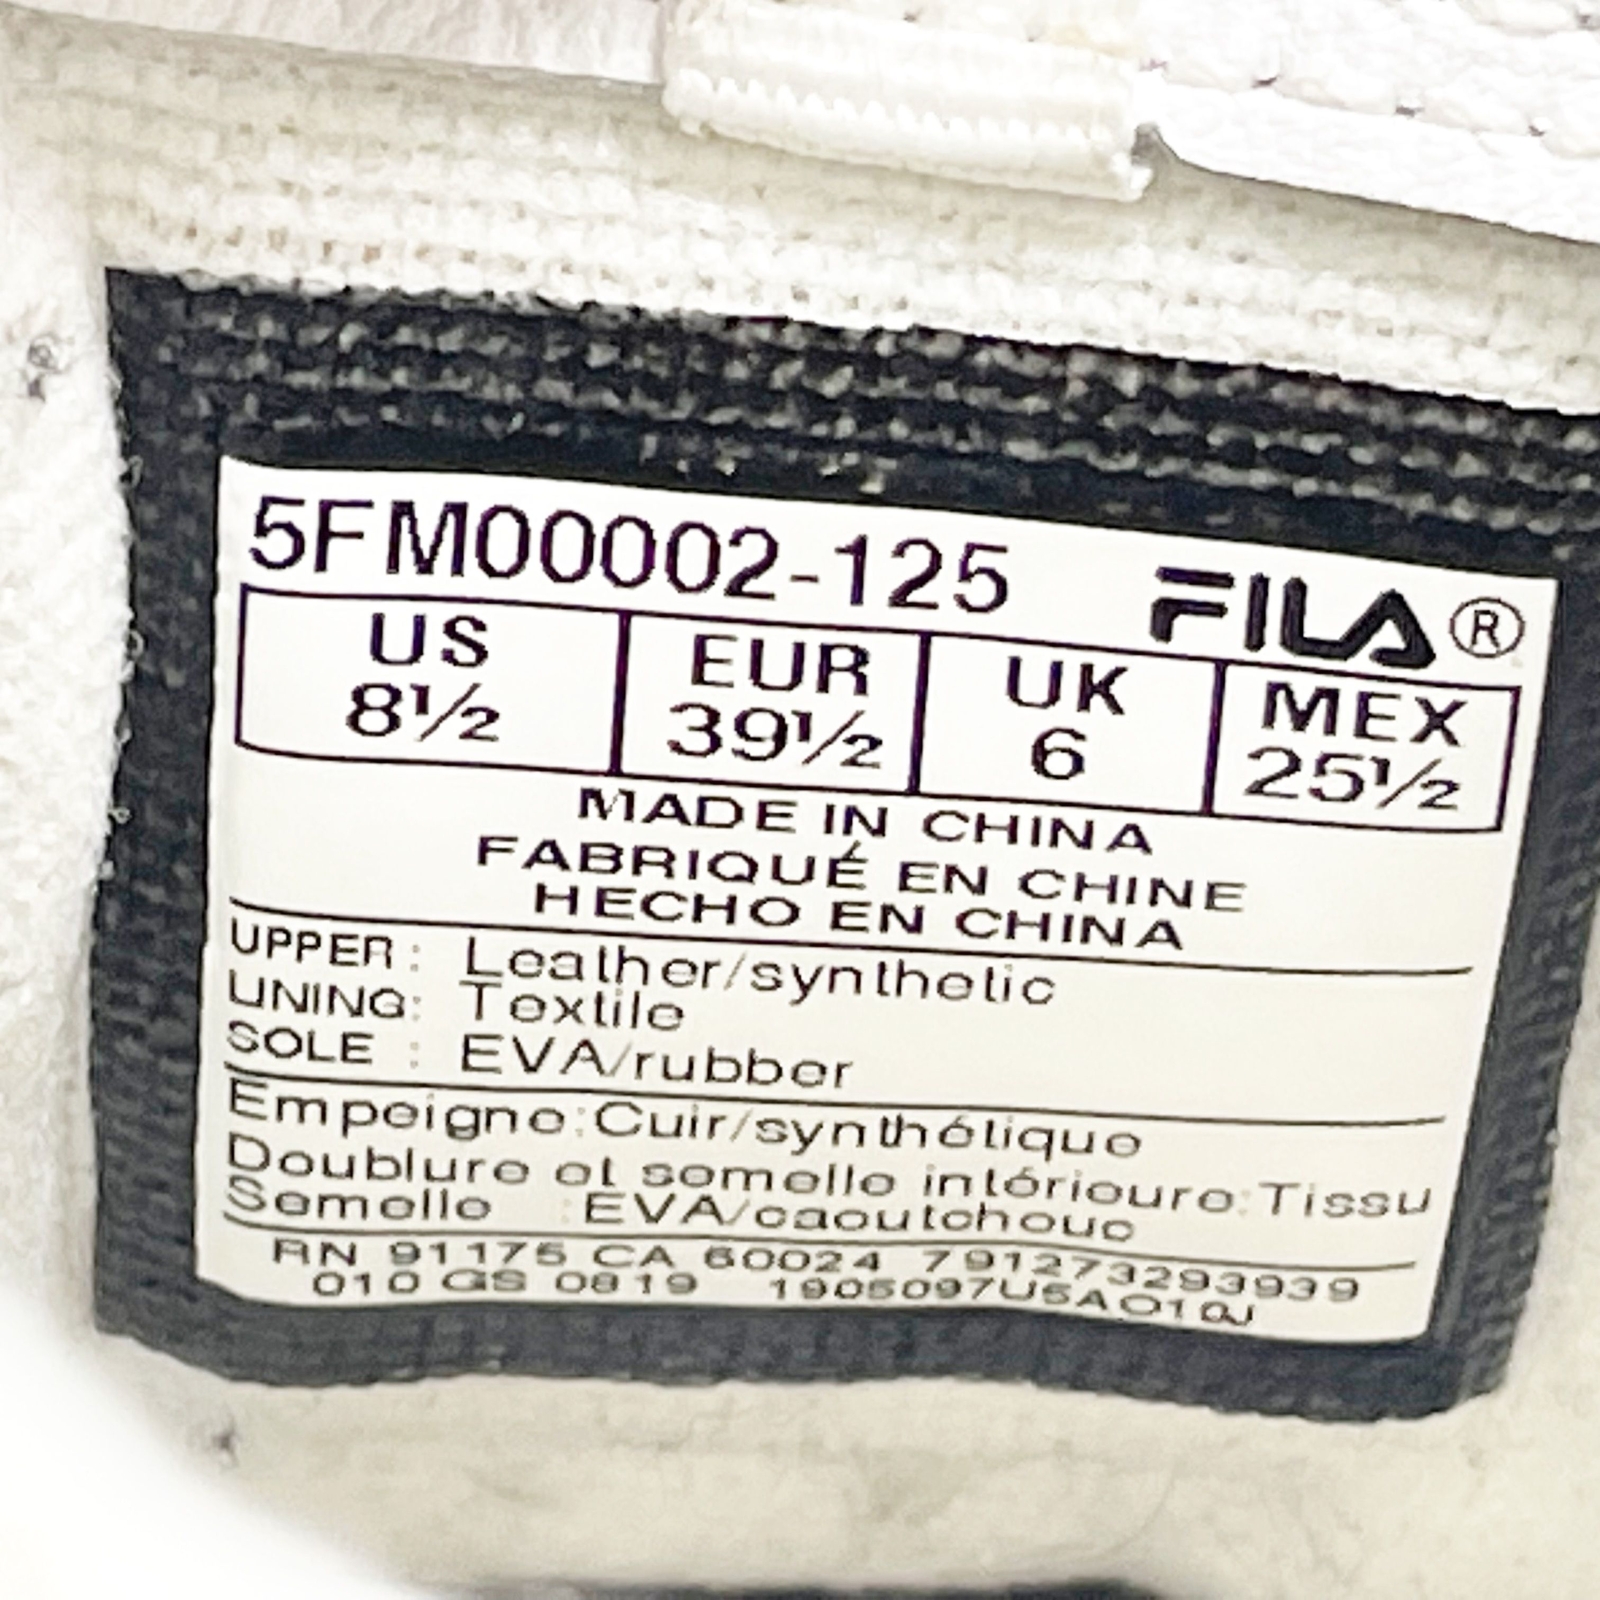 5FM00002-125 FILA®
US EUR UK MEX
8½ 39½ 6 25½
MADE IN CHINA
FABRIQUÉ EN CHINE
HECHO EN CHINA
UPPER: Leather/synthetic
LINING: Textile
SOLE : EVA/rubber
Empeigne:Cuir/synthétique
Doublure et semelle intérieure:Tissu
Semelle :EVA/caoutchouc
RN 91175 CA 60024 791273293939
010 GS 0819